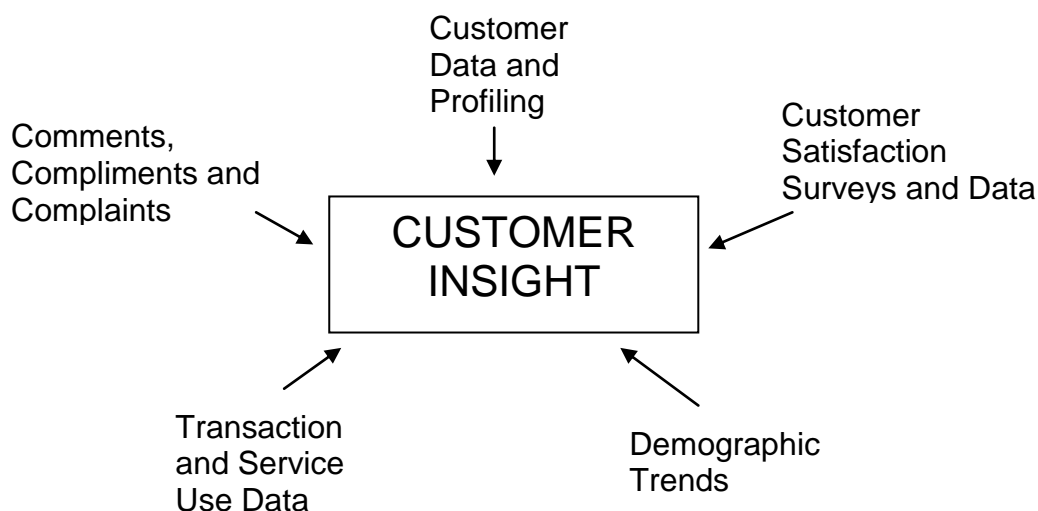 Customer
Data and
Profiling
Comments,
Compliments and
Complaints
Customer
Satisfaction
Surveys and Data
CUSTOMER
INSIGHT
Transaction
and Service
Use Data
Demographic
Trends